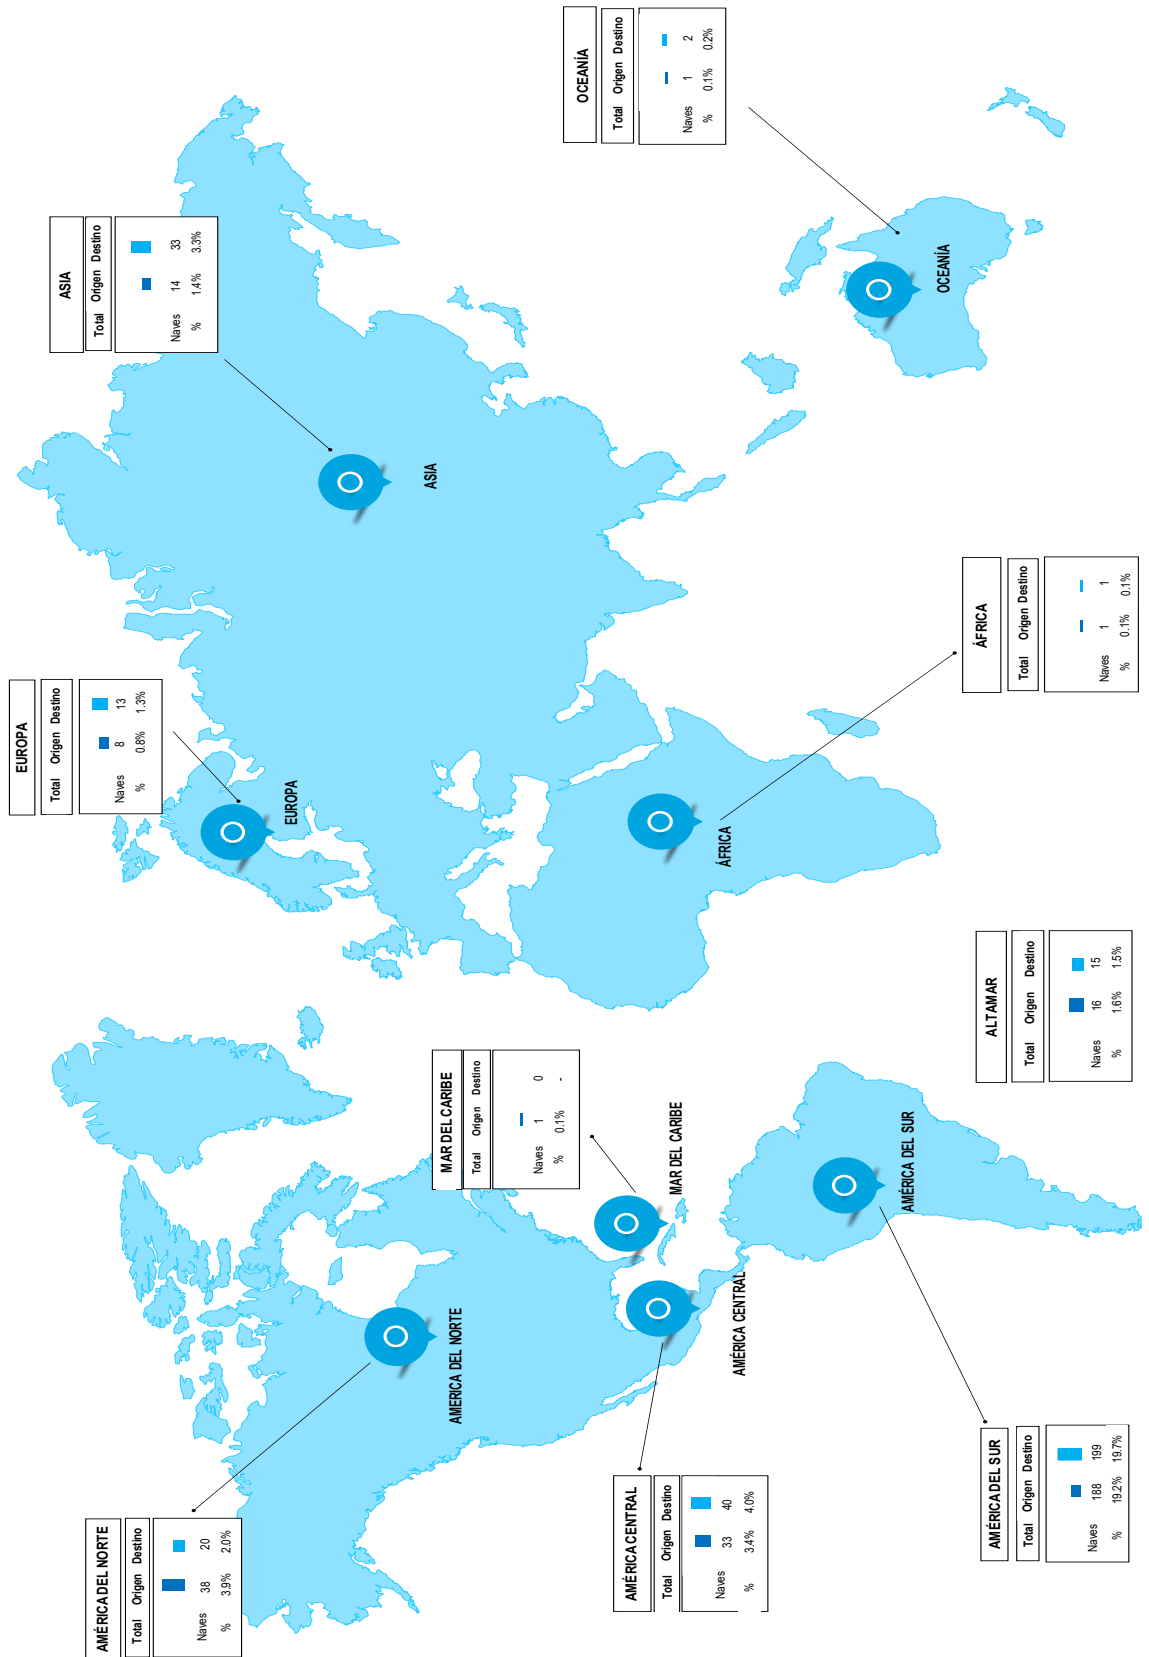 AMÉRICA DEL NORTE
Total Origen Destino
Naves 38 20
% 3.9% 2.0%
AMERICA DEL NORTE
EUROPA
Total Origen Destino
Naves 8 13
% 0.8% 1.3%
EUROPA
ASIA
Total Origen Destino
Naves 14 33
% 1.4% 3.3%
ASIA
MAR DEL CARIBE
Total Origen Destino
Naves 1 0
% 0.1% -
MAR DEL CARIBE
OCEANÍA
Total Origen Destino
Naves 1 2
% 0.1% 0.2%
OCEANÍA
AMÉRICA CENTRAL
Total Origen Destino
Naves 33 40
% 3.4% 4.0%
AMÉRICA CENTRAL
ÁFRICA
ÁFRICA
Total Origen Destino
Naves 1 1
% 0.1% 0.1%
AMÉRICA DEL SUR
AMÉRICA DEL SUR
Total Origen Destino
Naves 188 199
% 19.2% 19.7%
ALTAMAR
Total Origen Destino
Naves 16 15
% 1.6% 1.5%